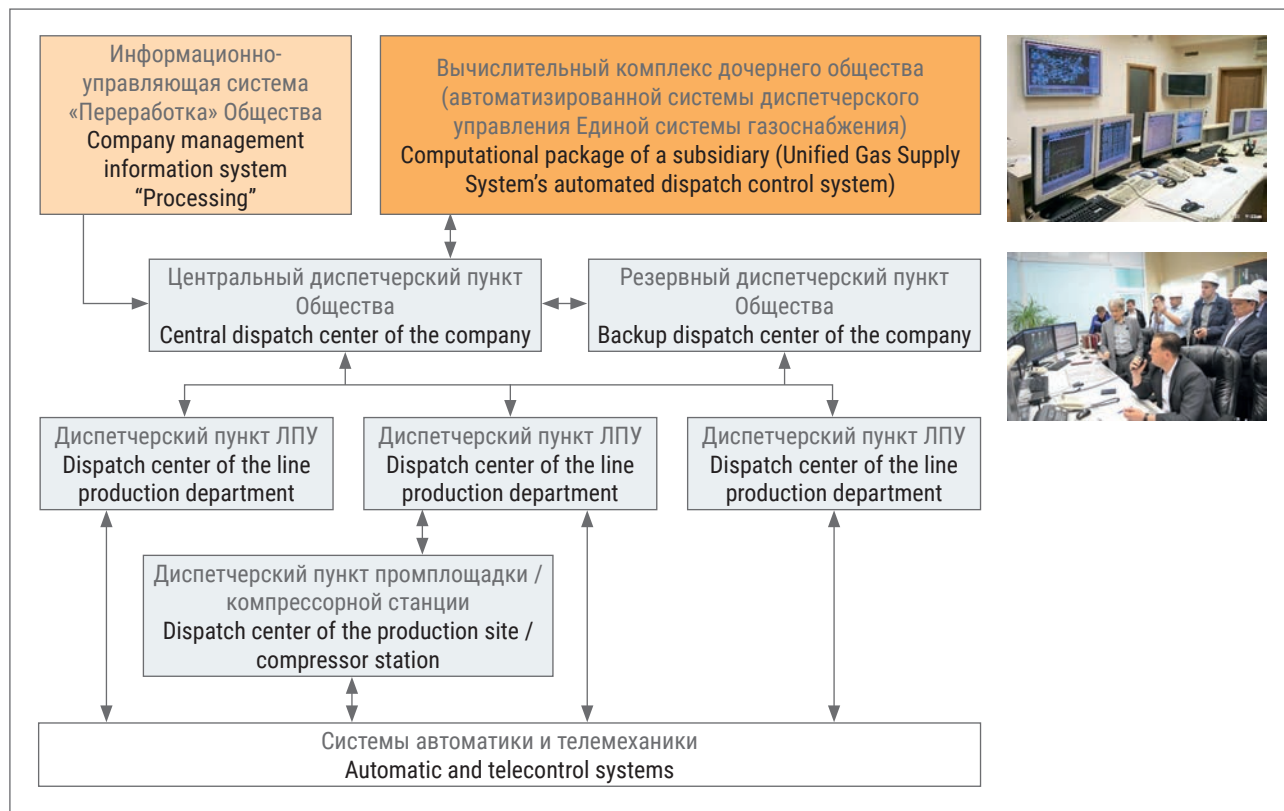 Информационно-
управляющая система
«Переработка» Общества
Company management
information system
“Processing”
Вычислительный комплекс дочернего общества
(автоматизированной системы диспетчерского
управления Единой системы газоснабжения)
Computational package of a subsidiary (Unified Gas Supply
System’s automated dispatch control system)
Центральный диспетчерский пункт
Общества
Central dispatch center of the company
Резервный диспетчерский пункт
Общества
Backup dispatch center of the company
Диспетчерский пункт ЛПУ
Dispatch center of the line
production department
Диспетчерский пункт ЛПУ
Dispatch center of the line
production department
Диспетчерский пункт ЛПУ
Dispatch center of the line
production department
Диспетчерский пункт промплощадки /
компрессорной станции
Dispatch center of the production site /
compressor station
Системы автоматики и телемеханики
Automatic and telecontrol systems